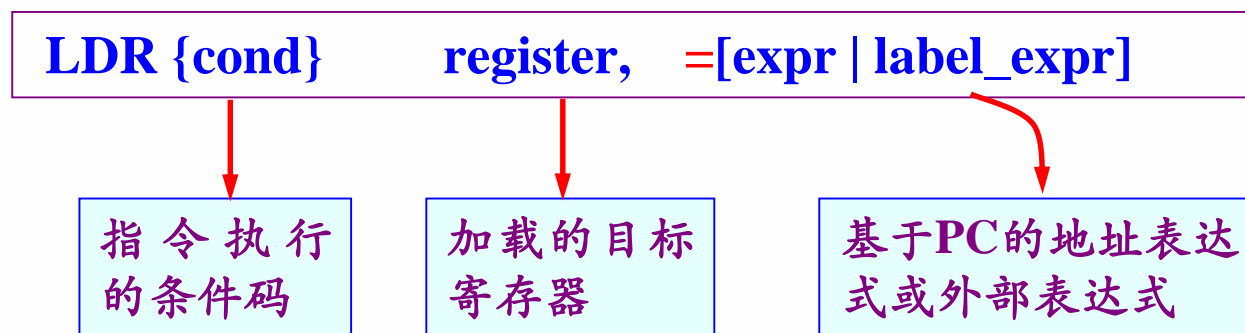 LDR {cond} register, =[expr | label_expr]
指令执行
的条件码
加载的目标
寄存器
基于PC的地址表达
式或外部表达式